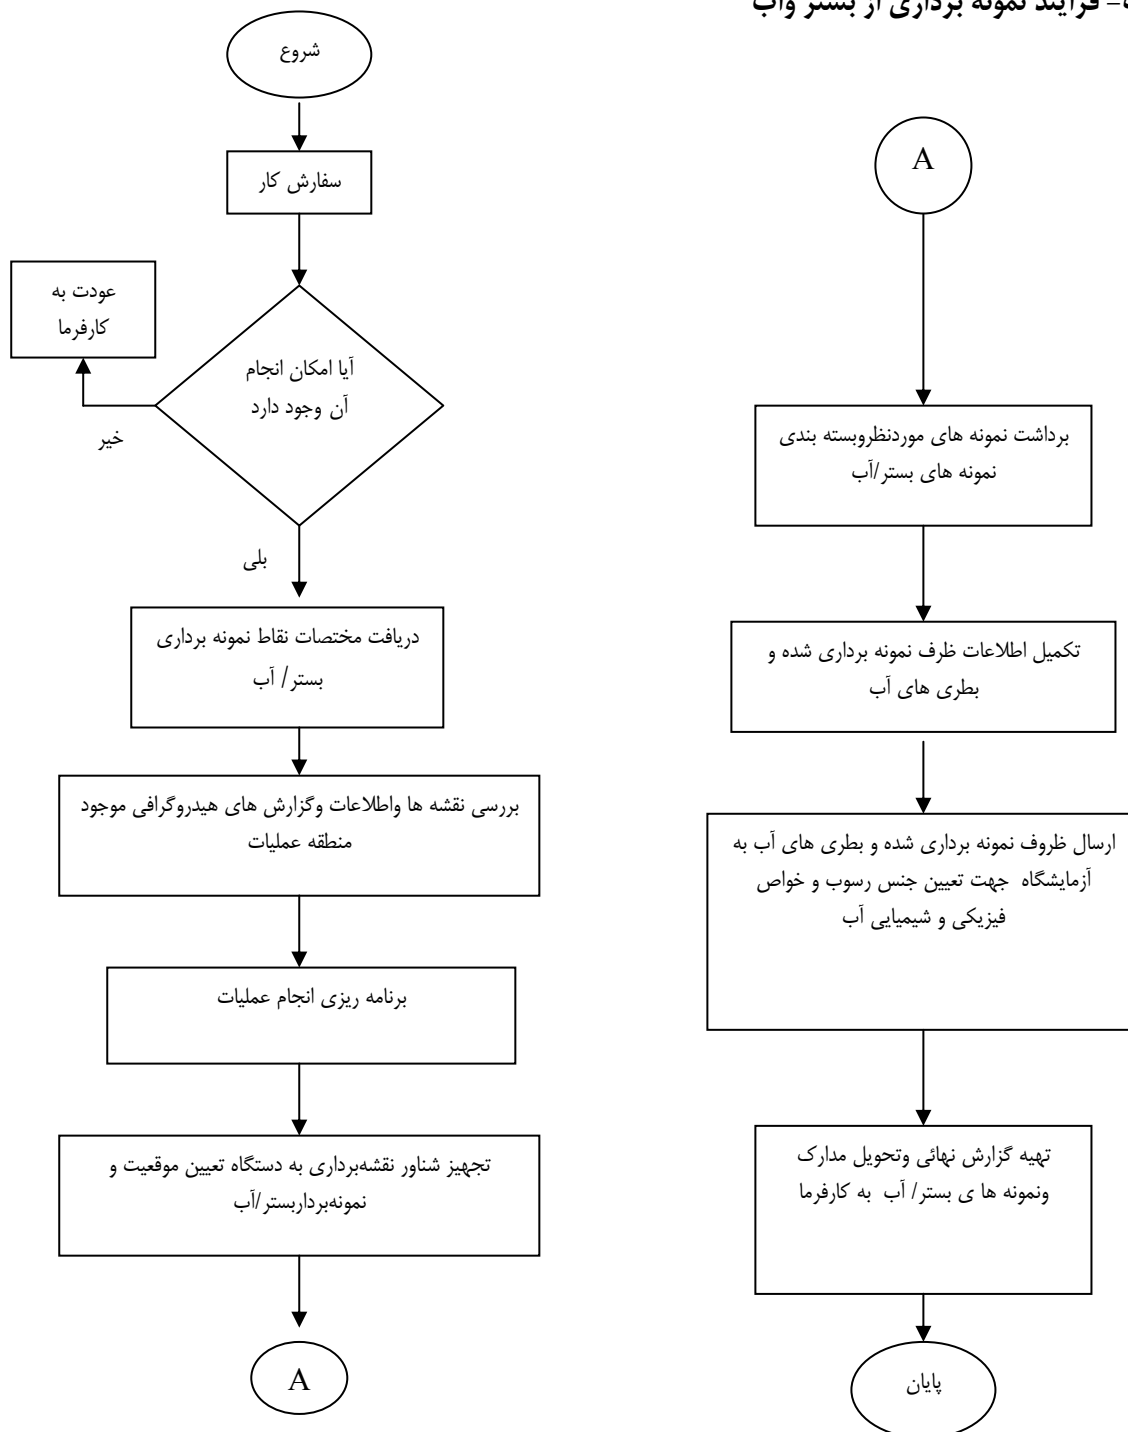 - فرآیند نمونه برداری از بستر وآب
شروع
سفارش کار
عودت به
کارفرما
آیا امکان انجام
آن وجود دارد
خیر
بلی
دریافت مختصات نقاط نمونه برداری
بستر/ آب
بررسی نقشه ها واطلاعات وگزارش های هیدروگرافی موجود
منطقه عملیات
برنامه ریزی انجام عملیات
تجهیز شناور نقشه‌برداری به دستگاه تعیین موقعیت و
نمونه‌برداربستر/آب
A
A
برداشت نمونه های موردنظروبسته بندی
نمونه های بستر/آب
تکمیل اطلاعات ظرف نمونه برداری شده و
بطری های آب
ارسال ظروف نمونه برداری شده و بطری های آب به
آزمایشگاه جهت تعیین جنس رسوب و خواص
فیزیکی و شیمیایی آب
تهیه گزارش نهائی وتحویل مدارک
ونمونه ها ی بستر/ آب به کارفرما
پایان